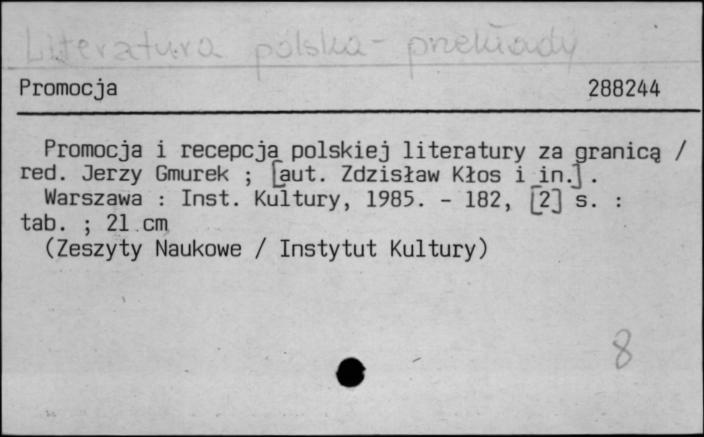 Literatura polska - przekłady
Promocja 288244
Promocja i recepcja polskiej literatury za granicą /
red. Jerzy Gmurek ; [aut. Zdzisław Kłos i in.].
Warszawa : Inst. Kultury, 1985. - 182, [2] s. :
tab. ; 21 cm
(Zeszyty Naukowe / Instytut Kultury)
8